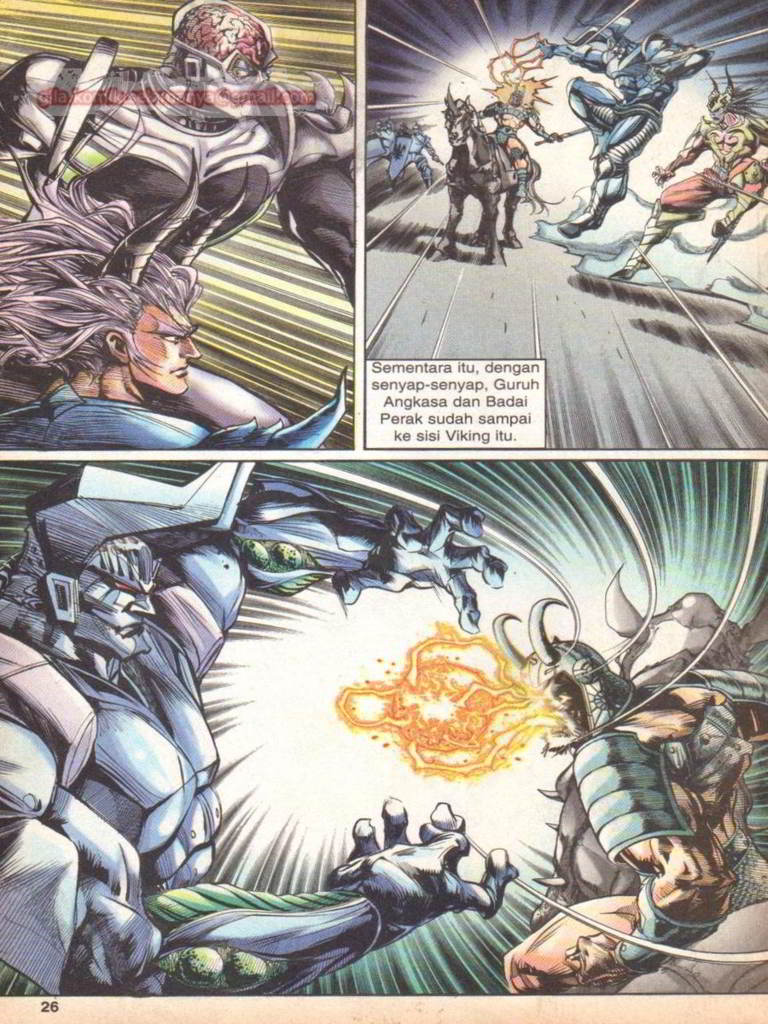 Sementara itu, dengan
senyap-senyap, Guruh
Angkasa dan Badai
Perak sudah sampai
ke sisi Viking itu.
26